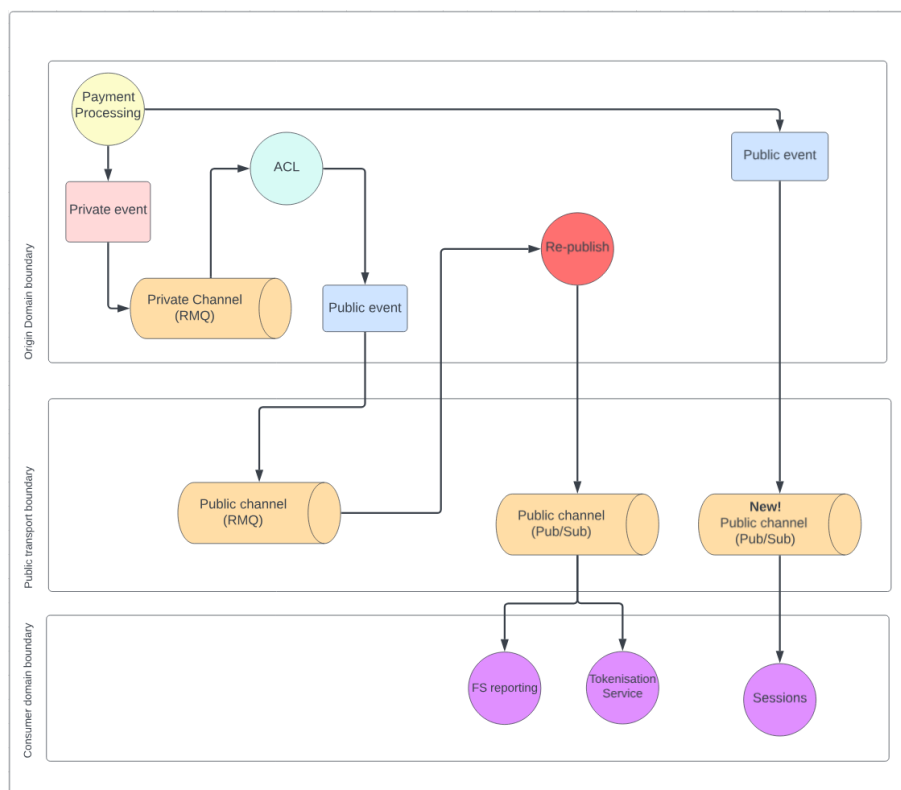 Origin Domain boundary
Payment
Processing
Private event
Private Channel
(RMQ)
ACL
Public event
Re-publish
Public event
Public transport boundary
Public channel
(RMQ)
Public channel
(Pub/Sub)
New!
Public channel
(Pub/Sub)
Consumer domain boundary
FS reporting
Tokenisation
Service
Sessions